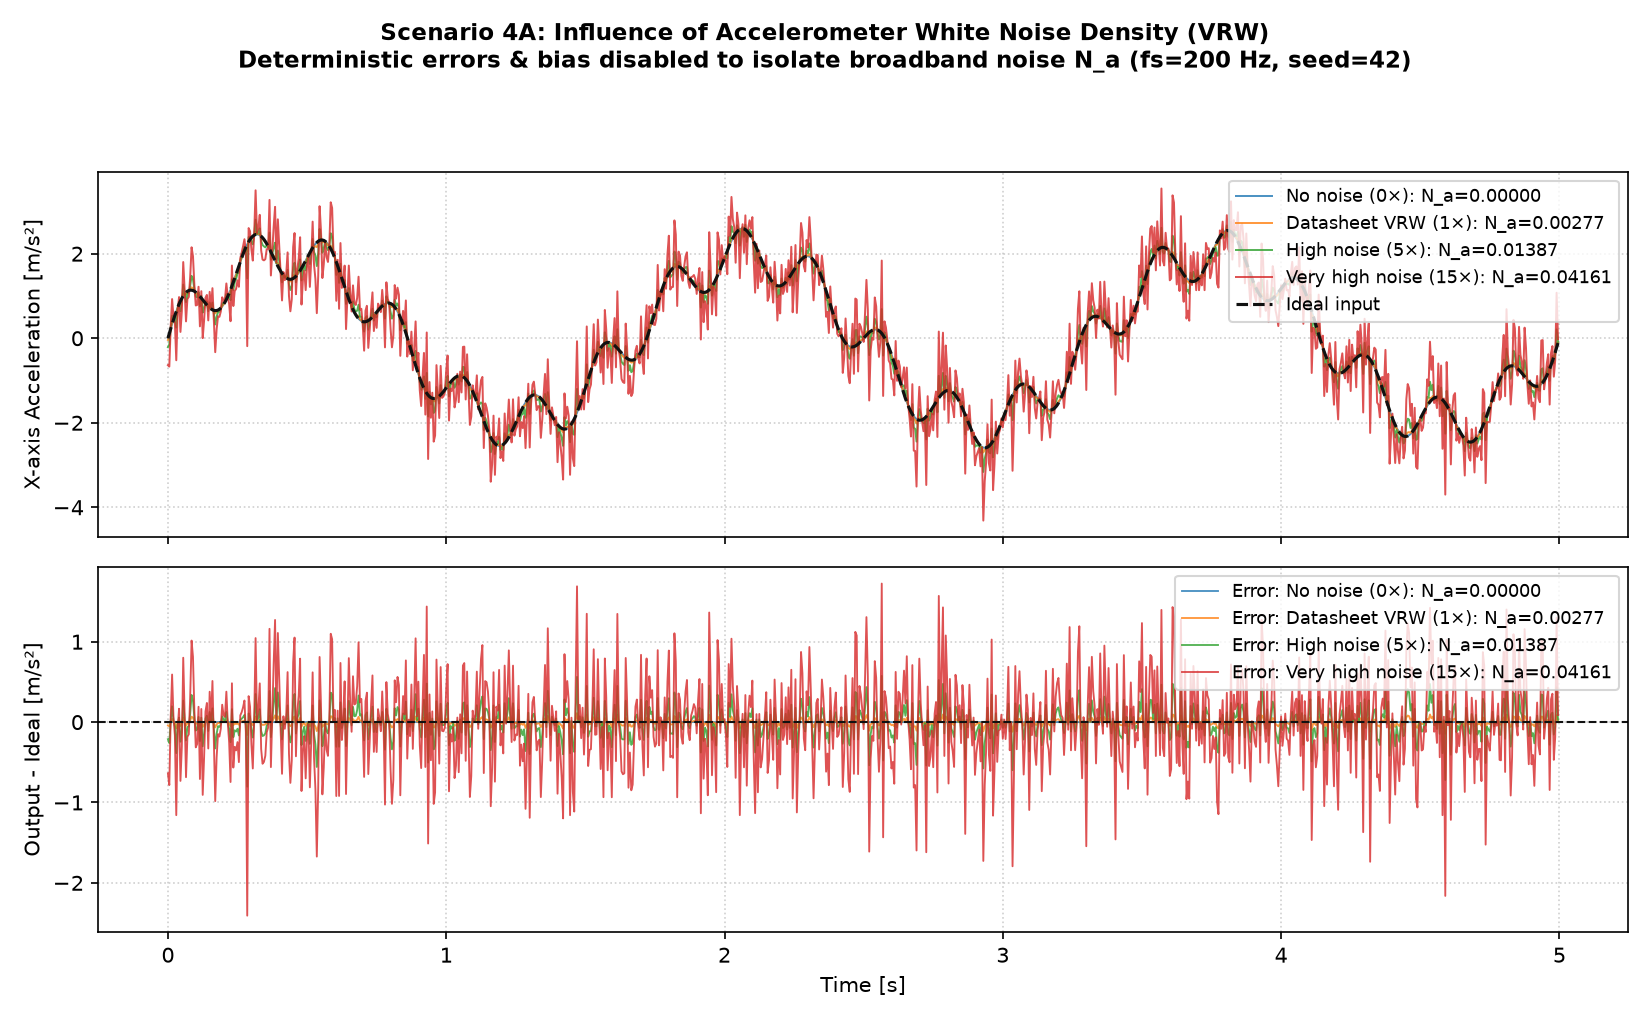 Scenario 4A: Influence of Accelerometer White Noise Density (VRW)
Deterministic errors & bias disabled to isolate broadband noise N_a (fs=200 Hz, seed=42)
X-axis Acceleration [m/s²]
2
0
−2
−4
No noise (0×): N_a=0.00000
Datasheet VRW (1×): N_a=0.00277
High noise (5×): N_a=0.01387
Very high noise (15×): N_a=0.04161
Ideal input
Output - Ideal [m/s²]
1
0
−1
−2
Error: No noise (0×): N_a=0.00000
Error: Datasheet VRW (1×): N_a=0.00277
Error: High noise (5×): N_a=0.01387
Error: Very high noise (15×): N_a=0.04161
0 1 2 3 4 5
Time [s]